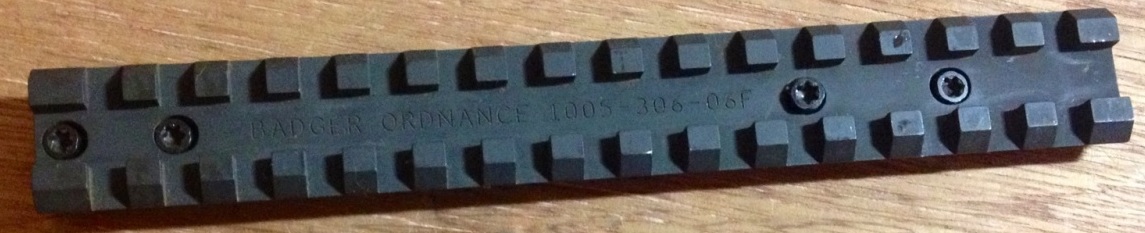 BADGER ORDNANCE 1005-306-06F